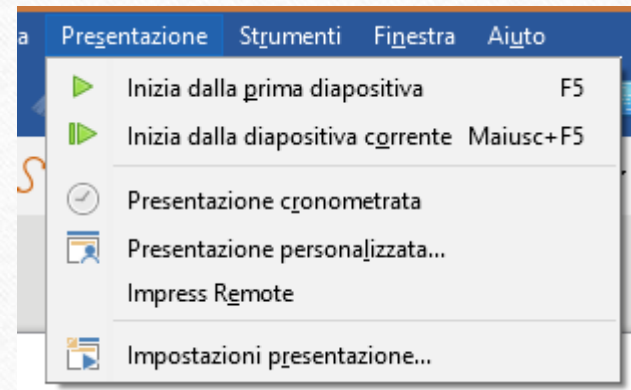 a Presentazione Strumenti Finestra Aiuto
Inizia dalla prima diapositiva F5
Inizia dalla diapositiva corrente Maiusc+F5
Presentazione cronometrata
Presentazione personalizzata...
Impress Remote
Impostazioni presentazione...